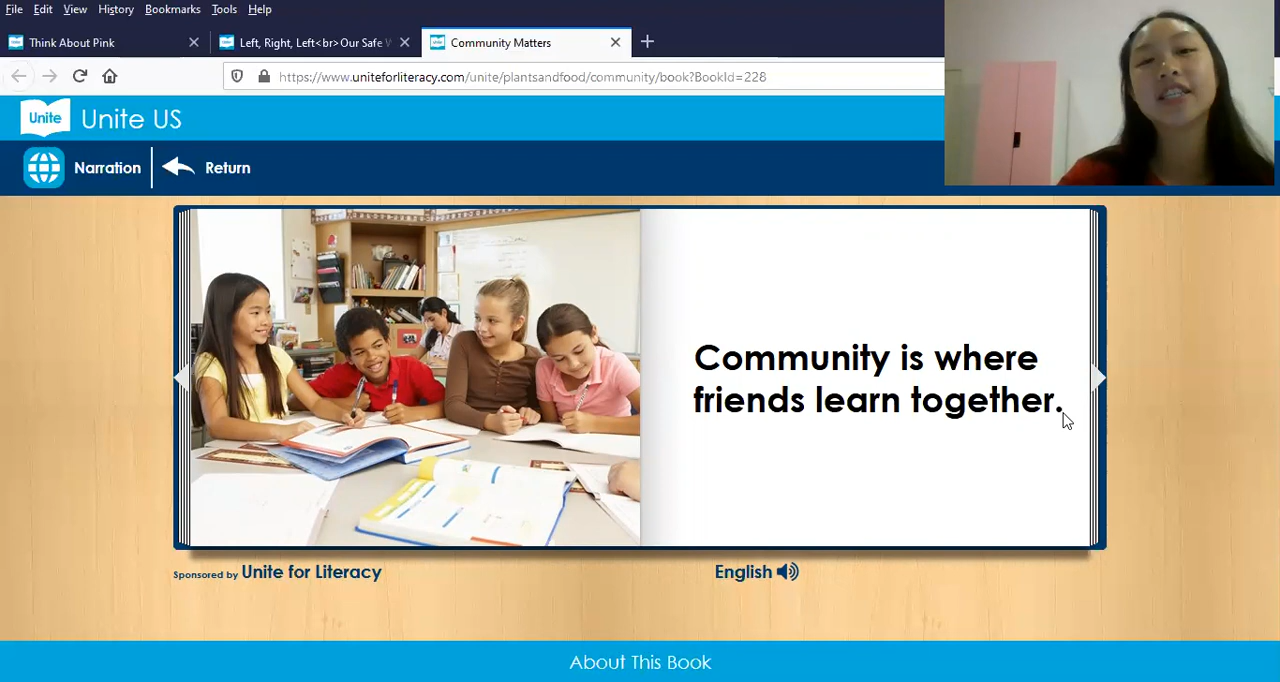 File Edit View History Bookmarks Tools Help
Think About Pink
Left, Right, Left<br>Our Safe W
Community Matters
https://www.uniteforliteracy.com/unite/plantsandfood/community/book?BookId=228
Unite
Unite US
Narration
Return
Community is where
friends learn together.
Sponsored by Unite for Literacy
English
About This Book